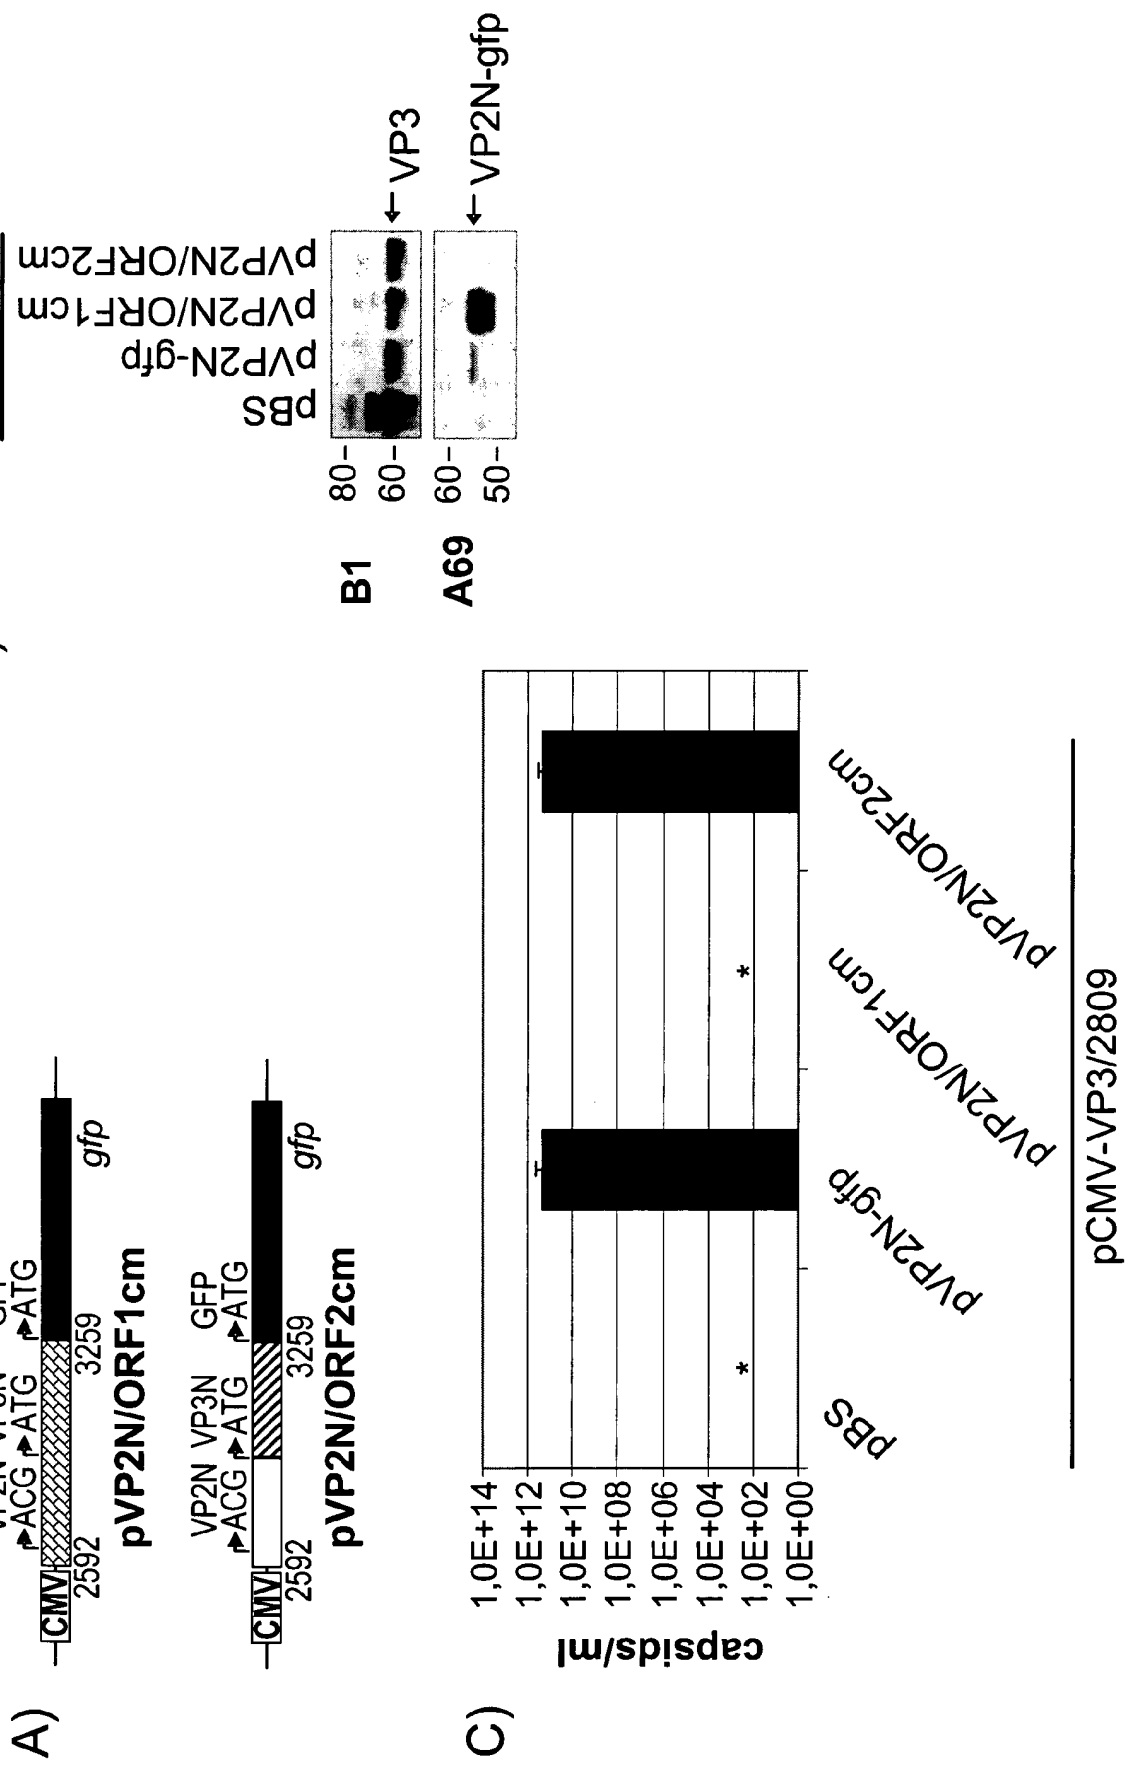 A)
ACG ATG ATG
CMV
2592 3259 gfp
pVP2N/ORF1cm
VP2N VP3N GFP
ACG ATG ATG
CMV
2592 3259 gfp
pVP2N/ORF2cm
pBS
pVP2N-gfp
pVP2N/ORF1cm
pVP2N/ORF2cm
B1
80-
60-
VP3
A69
60-
50-
VP2N-gfp
C)
capsids/ml
1,0E+14
1,0E+12
1,0E+10
1,0E+08
1,0E+06
1,0E+04
1,0E+02
1,0E+00
*
*
pBS
pVP2N-gfp
pVP2N/ORF1cm
pVP2N/ORF2cm
pCMV-VP3/2809